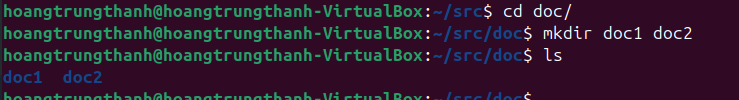 hoangtrungthanh@hoangtrungthanh-VirtualBox:~/src$ cd doc/
hoangtrungthanh@hoangtrungthanh-VirtualBox:~/src/doc$ mkdir doc1 doc2
hoangtrungthanh@hoangtrungthanh-VirtualBox:~/src/doc$ ls
doc1  doc2
hoangtrungthanh@hoangtrungthanh-VirtualBox:~/src/doc$